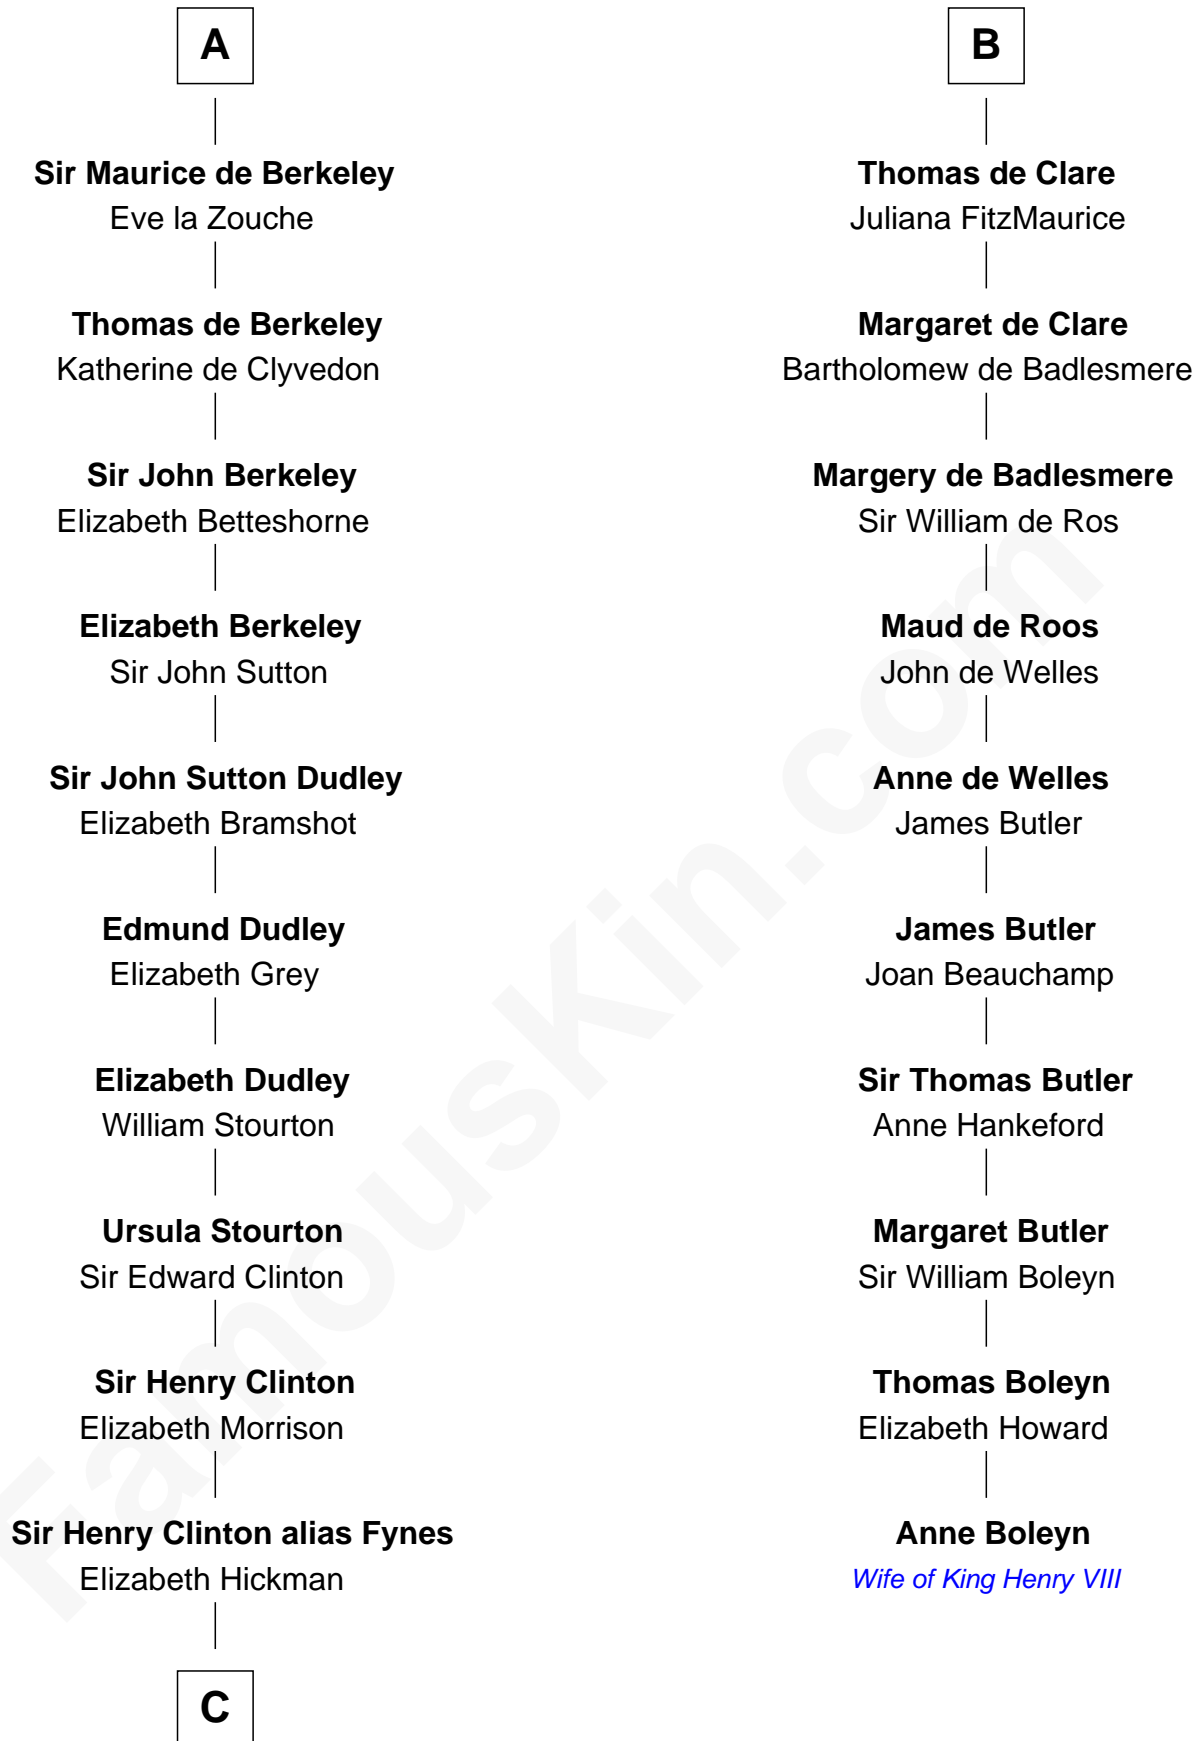 A
Sir Maurice de Berkeley
Eve la Zouche
Thomas de Berkeley
Katherine de Clyvedon
Sir John Berkeley
Elizabeth Betteshorne
Elizabeth Berkeley
Sir John Sutton
Sir John Sutton Dudley
Elizabeth Bramshot
Edmund Dudley
Elizabeth Grey
Elizabeth Dudley
William Stourton
Ursula Stourton
Sir Edward Clinton
Sir Henry Clinton
Elizabeth Morrison
Sir Henry Clinton alias Fynes
Elizabeth Hickman
C
B
Thomas de Clare
Juliana FitzMaurice
Margaret de Clare
Bartholomew de Badlesmere
Margery de Badlesmere
Sir William de Ros
Maud de Roos
John de Welles
Anne de Welles
James Butler
James Butler
Joan Beauchamp
Sir Thomas Butler
Anne Hankeford
Margaret Butler
Sir William Boleyn
Thomas Boleyn
Elizabeth Howard
Anne Boleyn
Wife of King Henry VIII
FamousKin.com